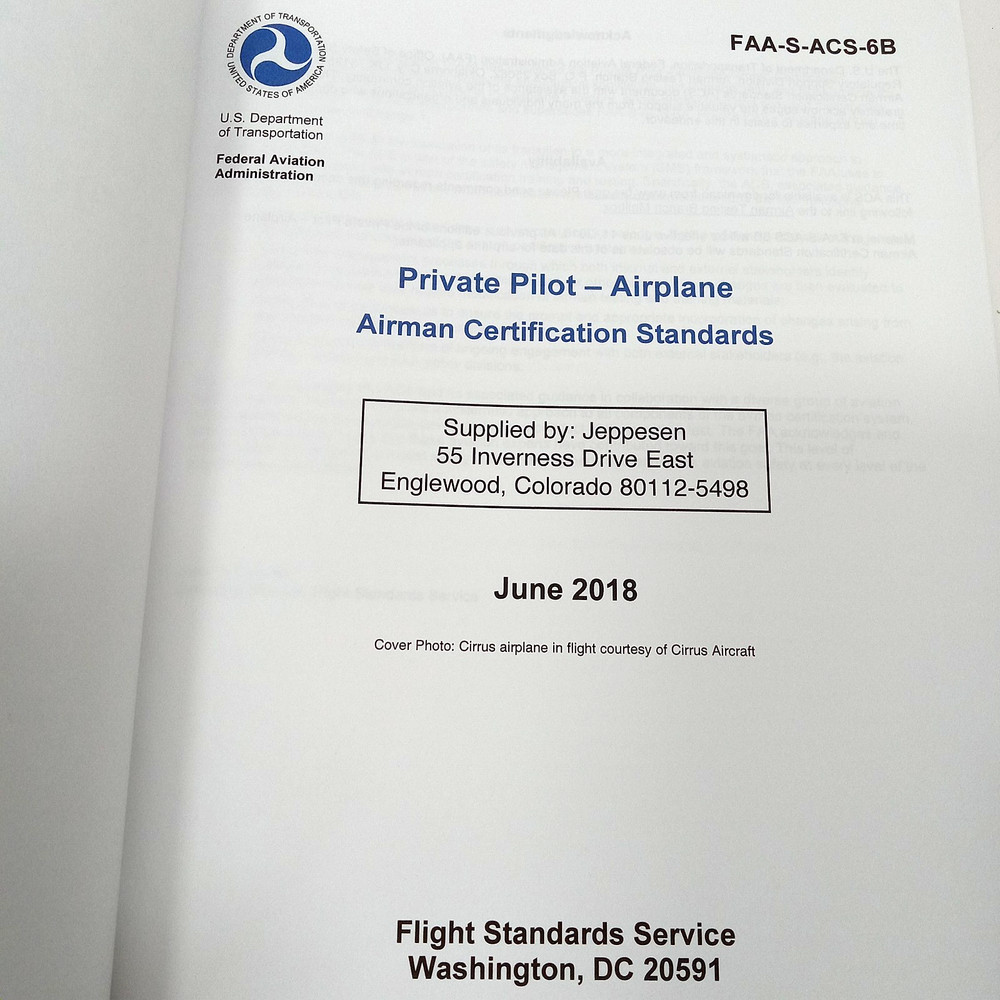 DEPARTMENT OF TRANSPORTATION
UNITED STATES OF AMERICA
FAA-S-ACS-6B
U.S. Department
of Transportation
Federal Aviation
Administration
Private Pilot – Airplane
Airman Certification Standards
Supplied by: Jeppesen
55 Inverness Drive East
Englewood, Colorado 80112-5498
June 2018
Cover Photo: Cirrus airplane in flight courtesy of Cirrus Aircraft
Flight Standards Service
Washington, DC 20591